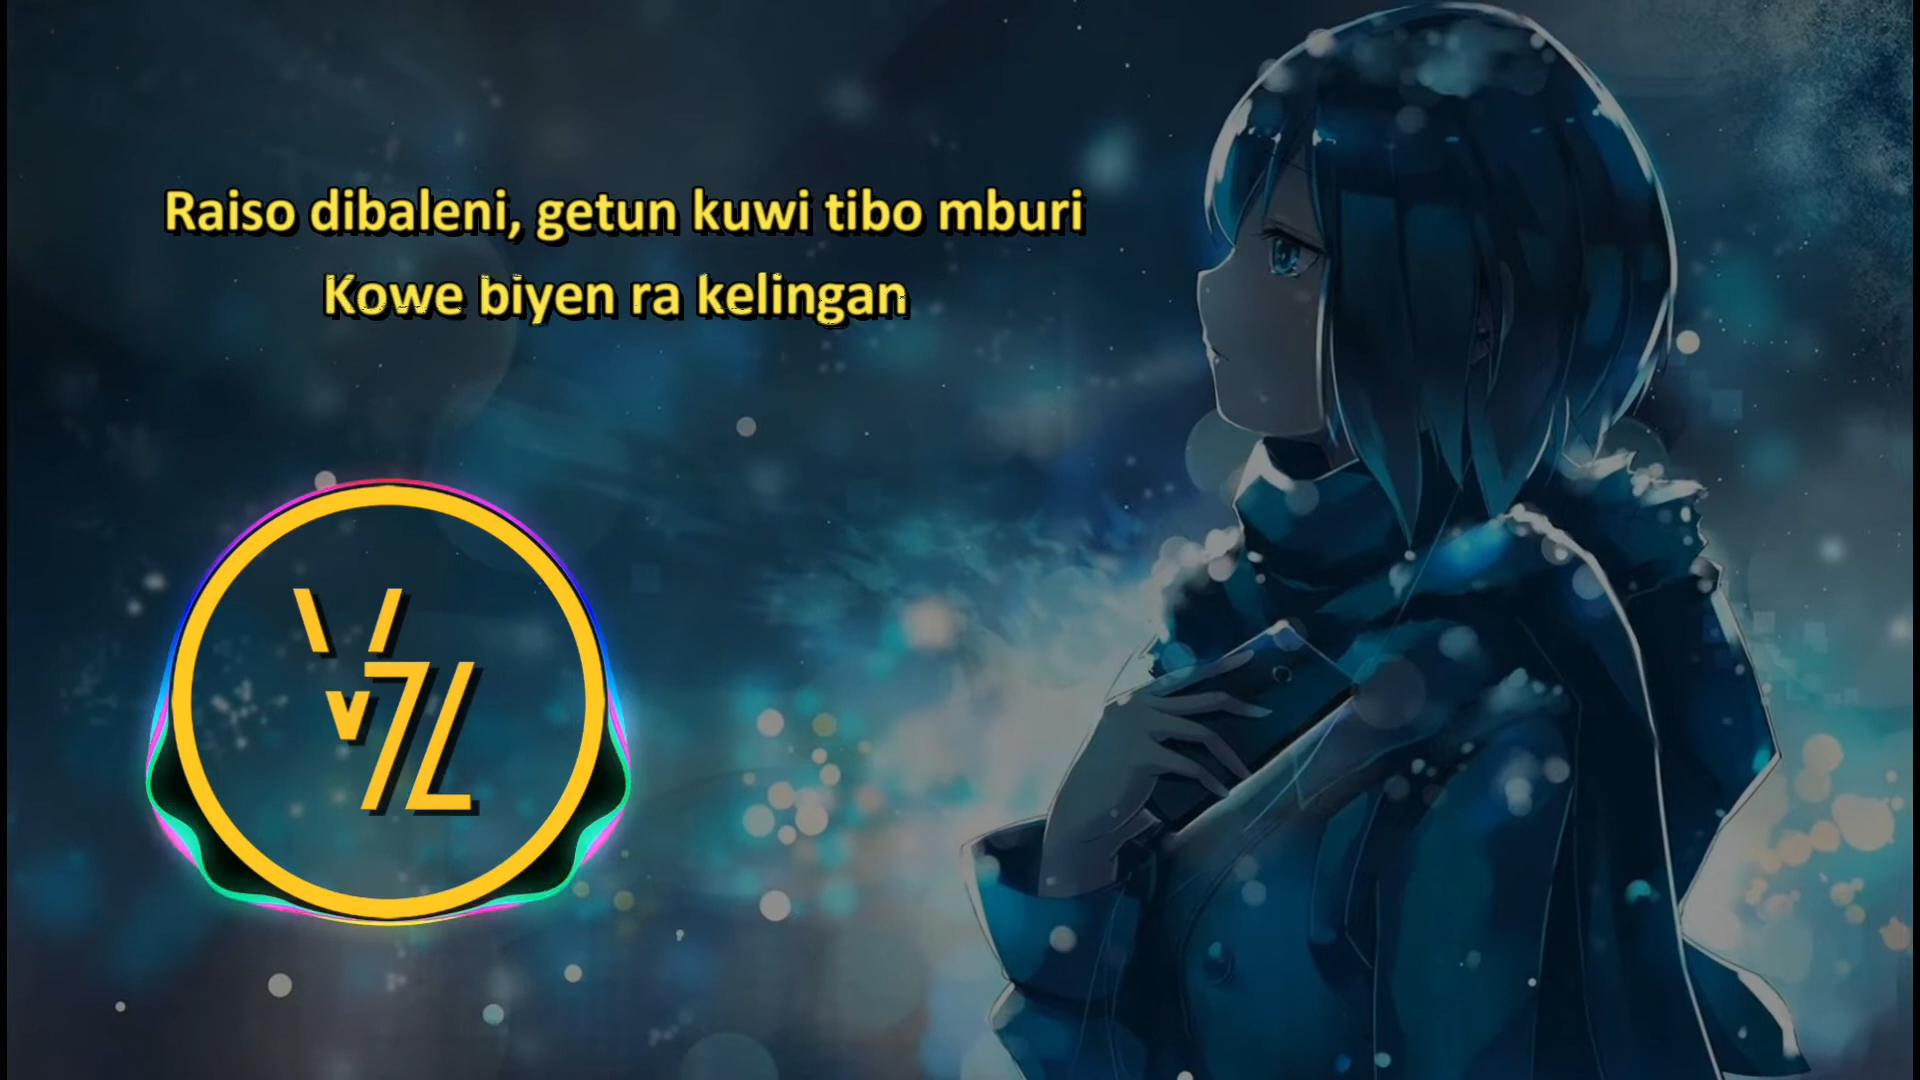 Raiso dibaleni, getun kuwi tibo mburi
Kowe biyen ra kelingan